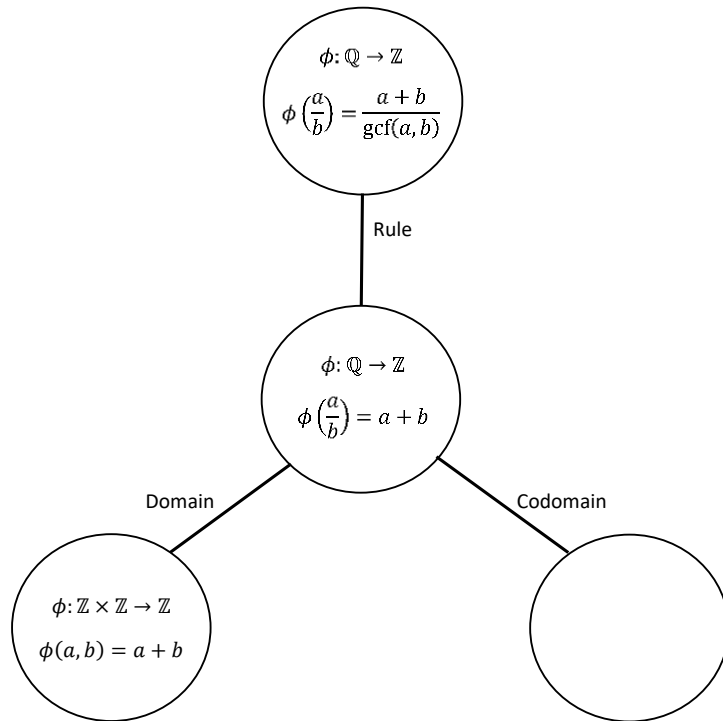 ϕ: ℚ → ℤ
ϕ(a/b) = (a + b)/gcf(a, b)
Rule
ϕ: ℚ → ℤ
ϕ(a/b) = a + b
Domain
Codomain
ϕ: ℤ × ℤ → ℤ
ϕ(a, b) = a + b